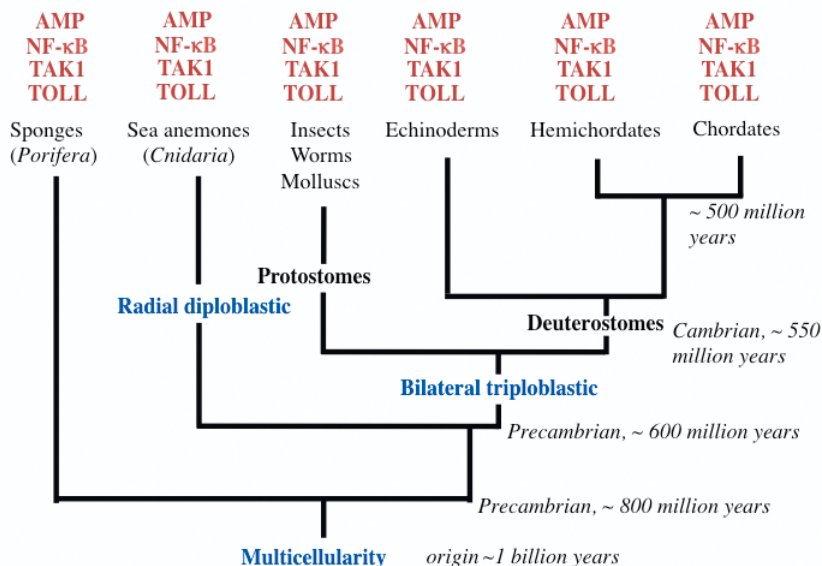 AMP AMP AMP AMP AMP AMP
NF-κB NF-κB NF-κB NF-κB NF-κB NF-κB
TAK1 TAK1 TAK1 TAK1 TAK1 TAK1
TOLL TOLL TOLL TOLL TOLL TOLL
Sponges
(Porifera)
Sea anemones
(Cnidaria)
Insects
Worms
Molluscs
Echinoderms
Hemichordates
Chordates
~ 500 million
years
Protostomes
Radial diploblastic
Deuterostomes
Cambrian, ~ 550
million years
Bilateral triploblastic
Precambrian, ~ 600 million years
Precambrian, ~ 800 million years
Multicellularity
origin ~1 billion years